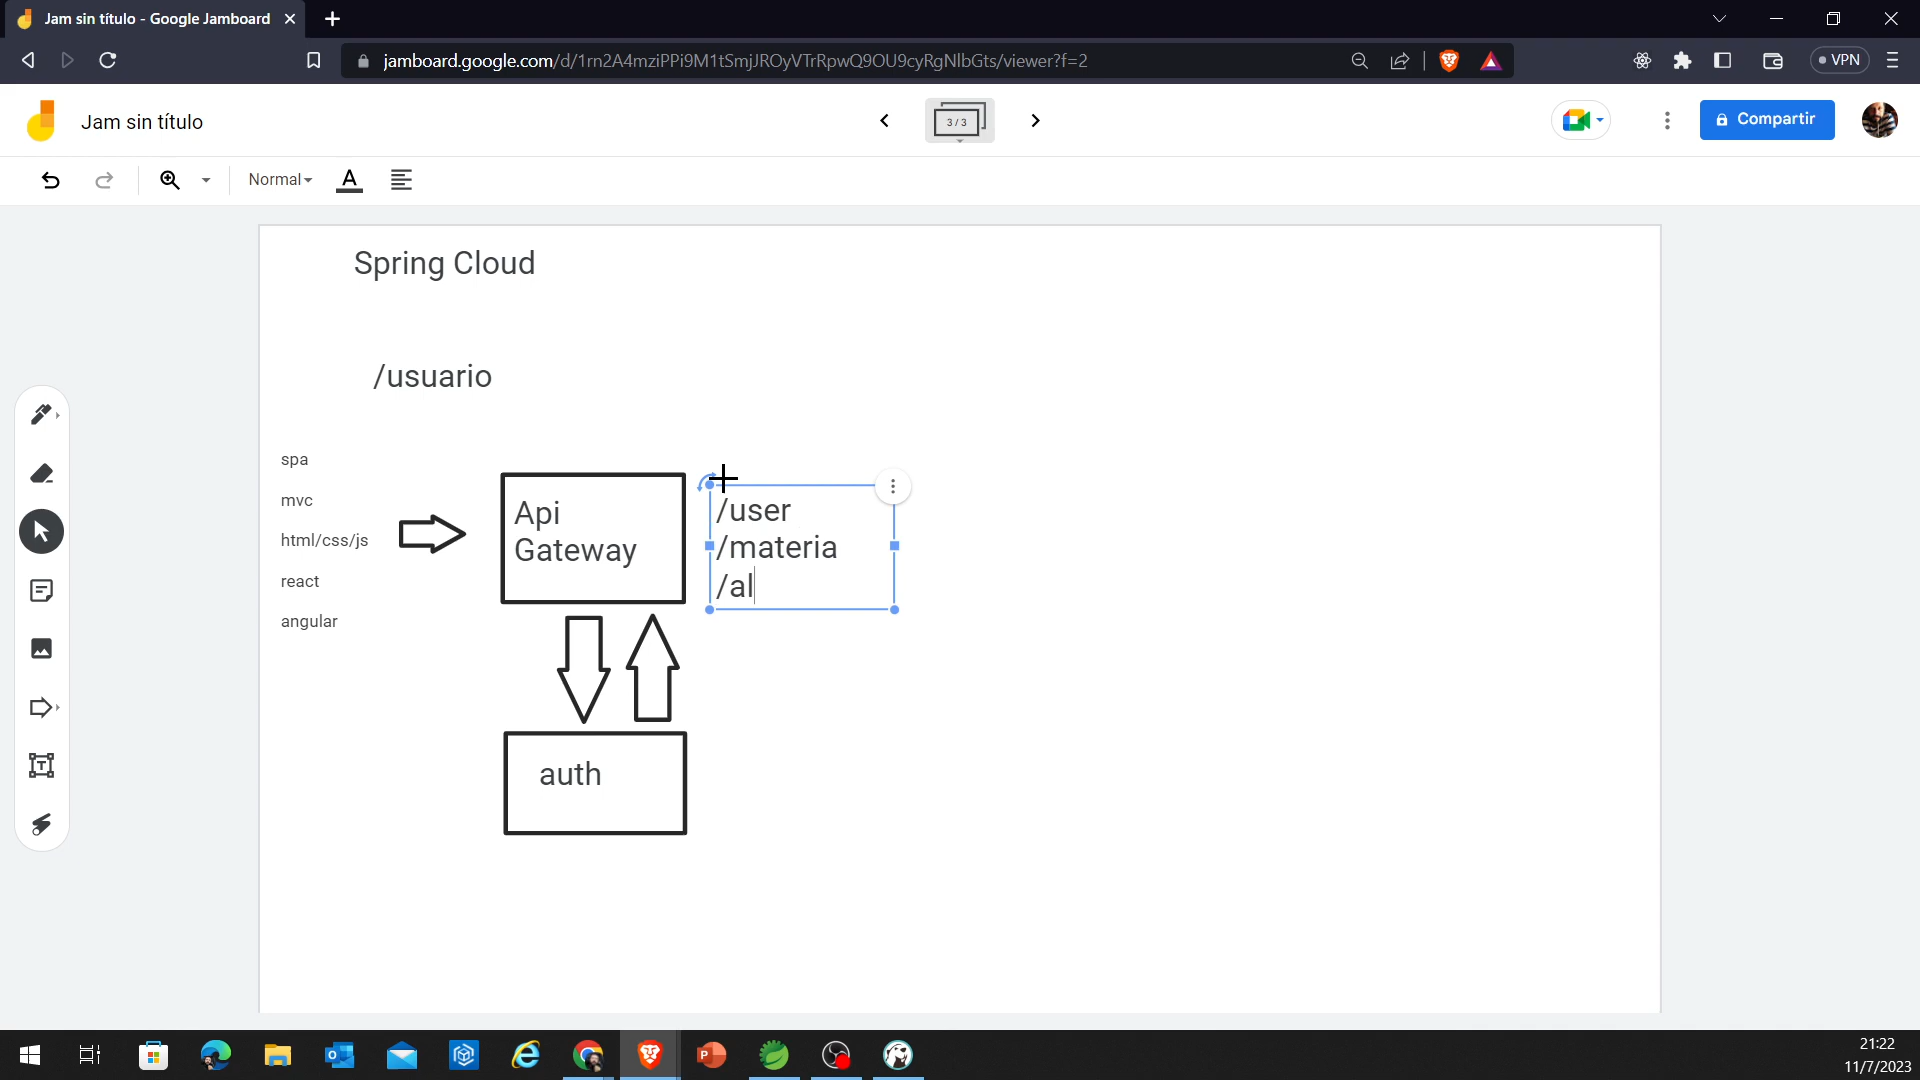 Jam sin título - Google Jamboard
jamboard.google.com/d/1rn2A4mziPPi9M1tSmjJROyVTrRpwQ9OU9cyRgNlbGts/viewer?f=2
VPN
Jam sin título
3 / 3
Compartir
Normal
A
Spring Cloud
/usuario
spa
mvc
html/css/js
react
angular
Api
Gateway
/user
/materia
/al
auth
21:22
11/7/2023